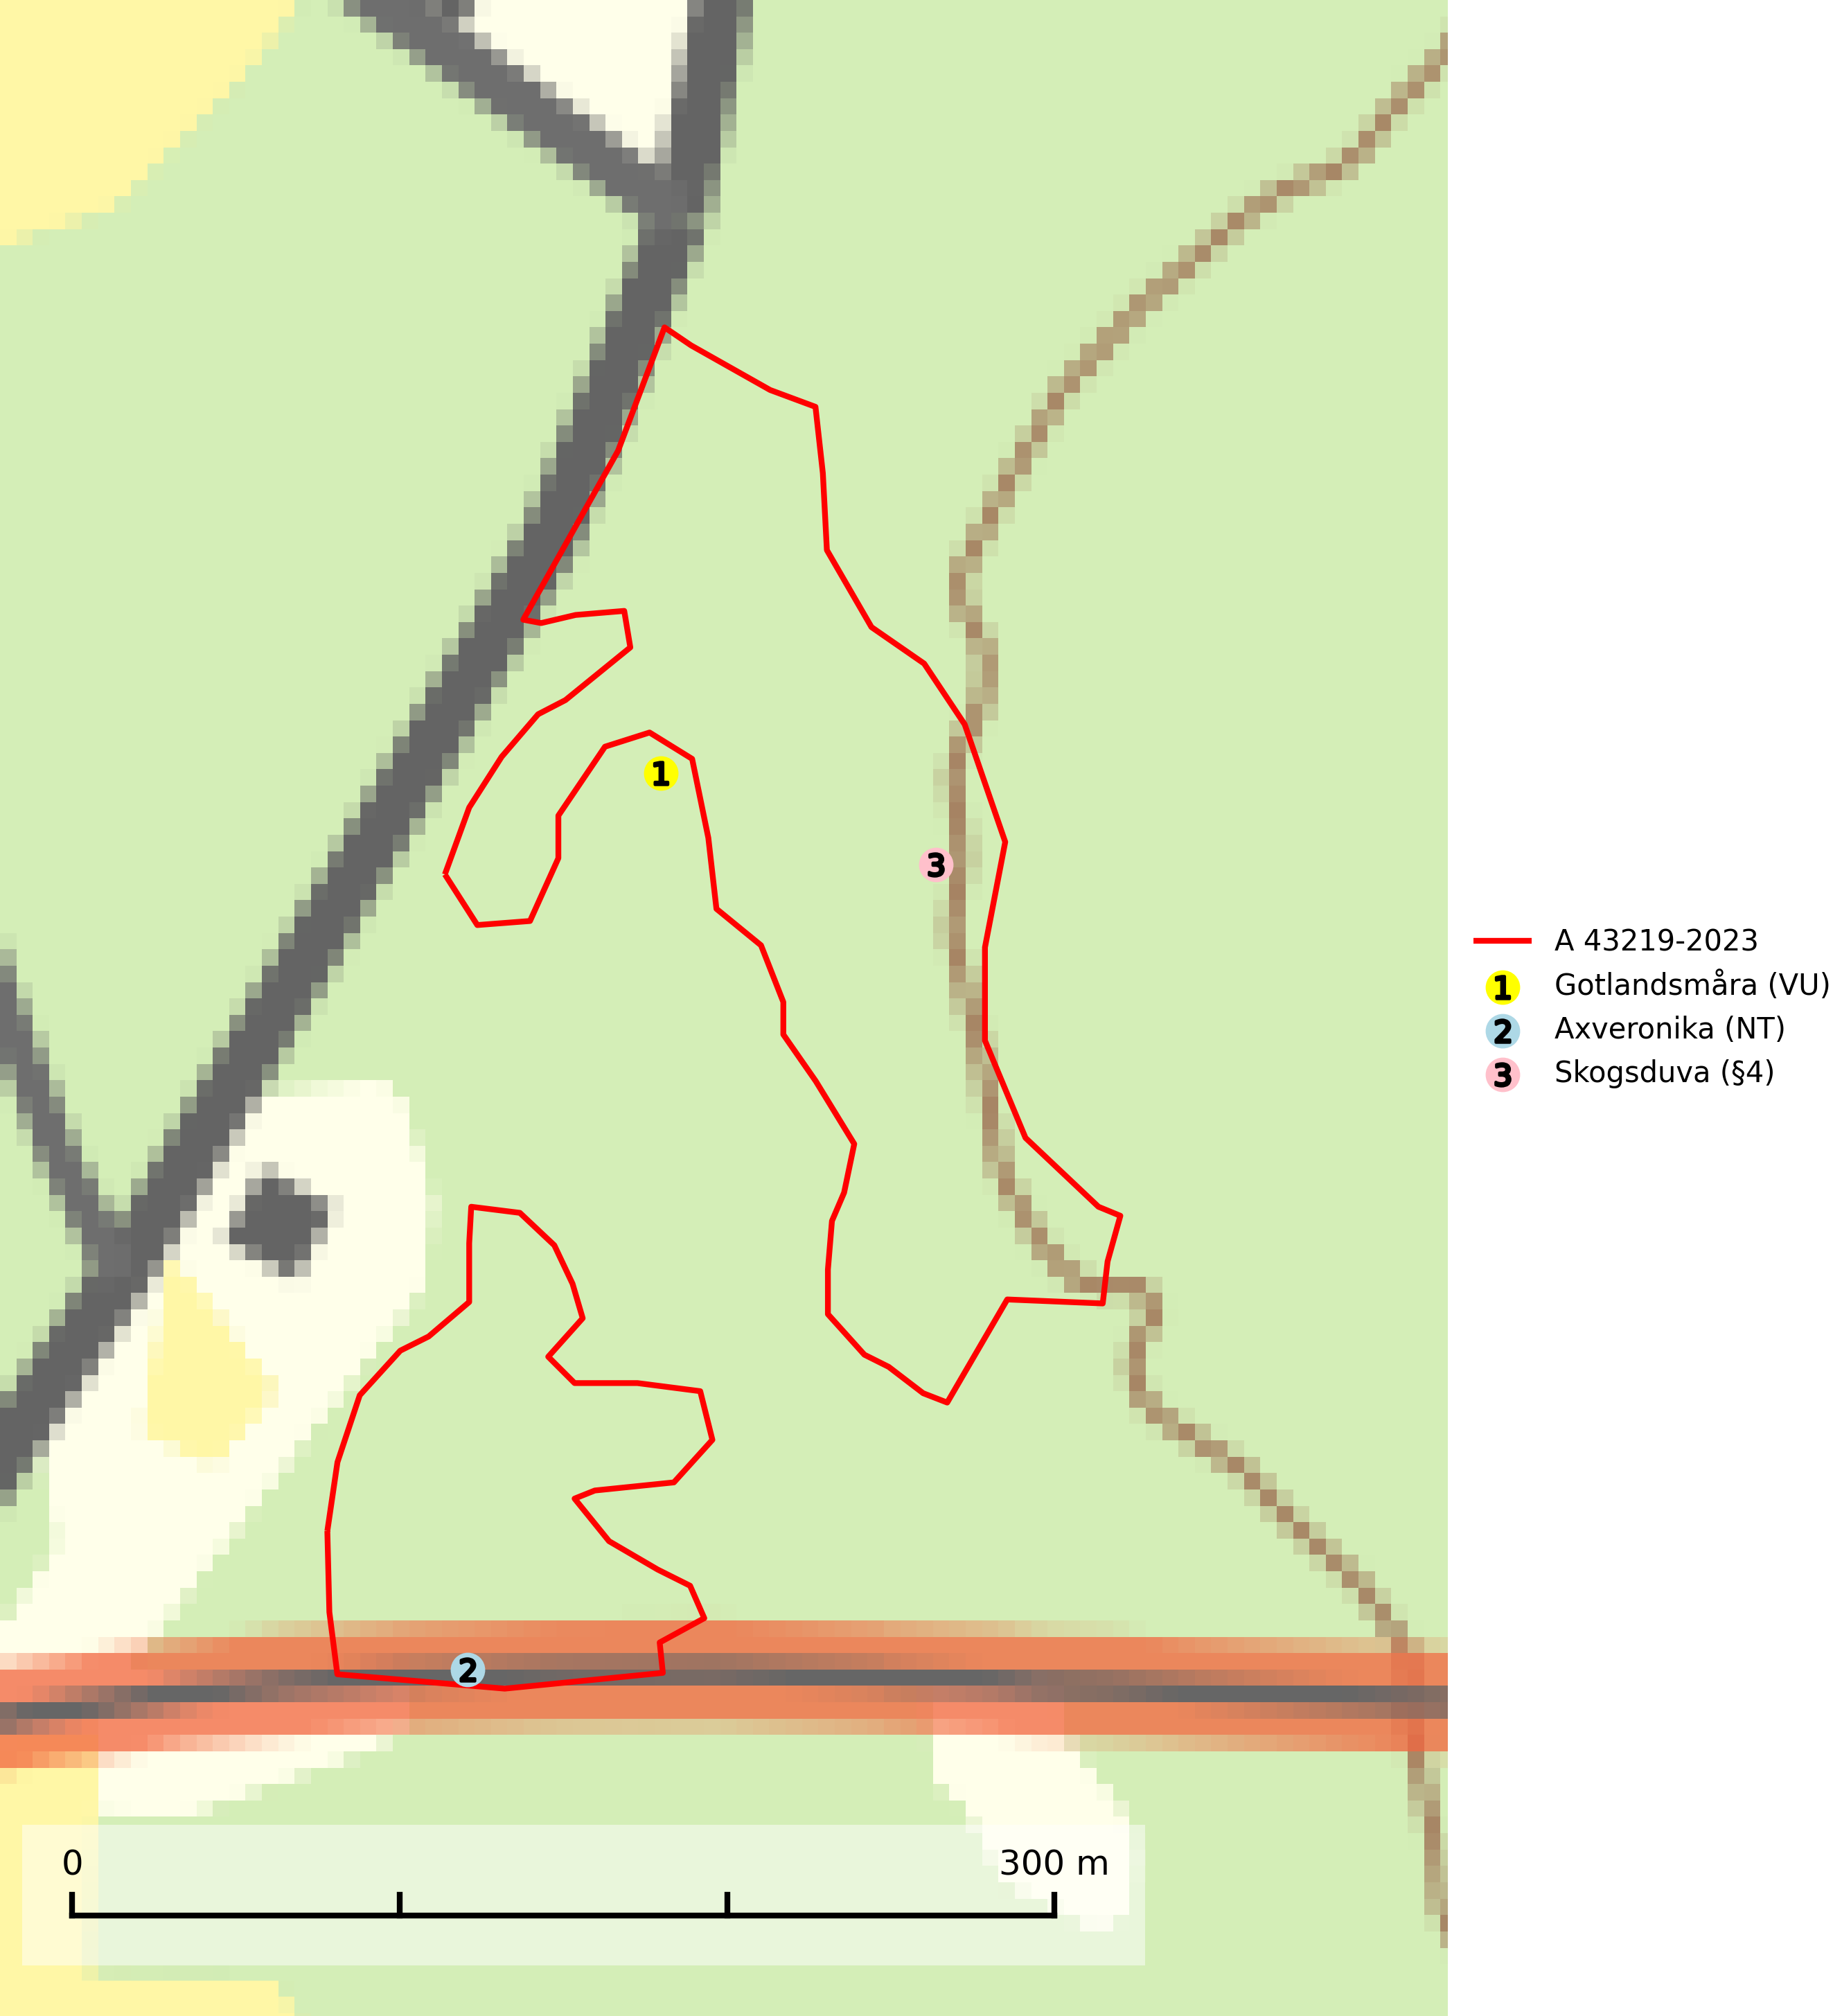 1
3
A 43219-2023
1 Gotlandsmåra (VU)
2 Axveronika (NT)
3 Skogsduva (§4)
2
0 300 m